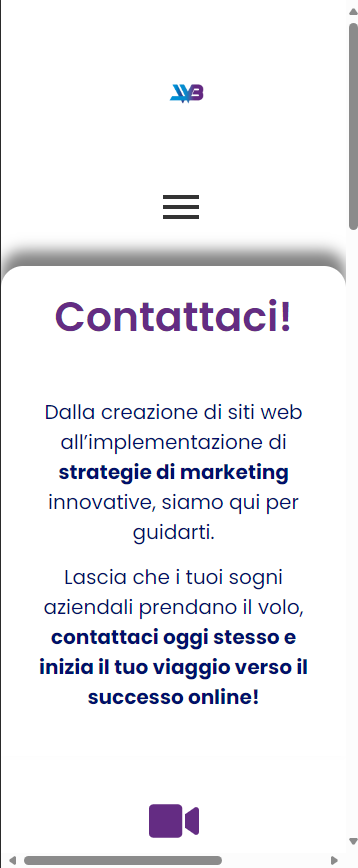 Contattaci!
Dalla creazione di siti web
all’implementazione di
strategie di marketing
innovative, siamo qui per
guidarti.
Lascia che i tuoi sogni
aziendali prendano il volo,
contattaci oggi stesso e
inizia il tuo viaggio verso il
successo online!